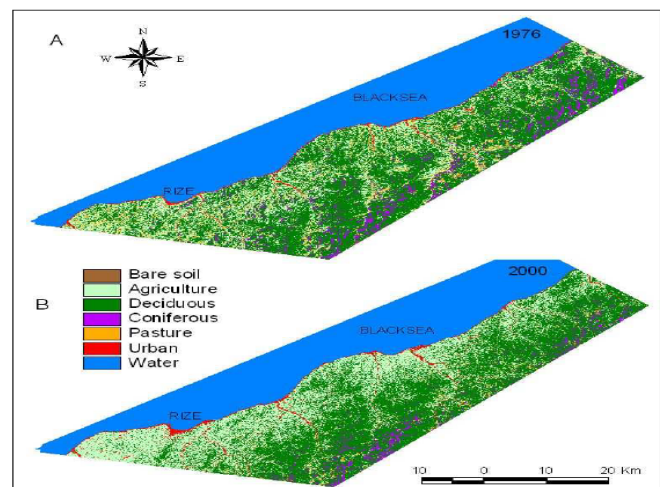 A
N
W E
S
1976
BLACKSEA
RIZE
Bare soil
Agriculture
Deciduous
Coniferous
Pasture
Urban
Water
B
2000
BLACKSEA
RIZE
10 0 10 20 Km